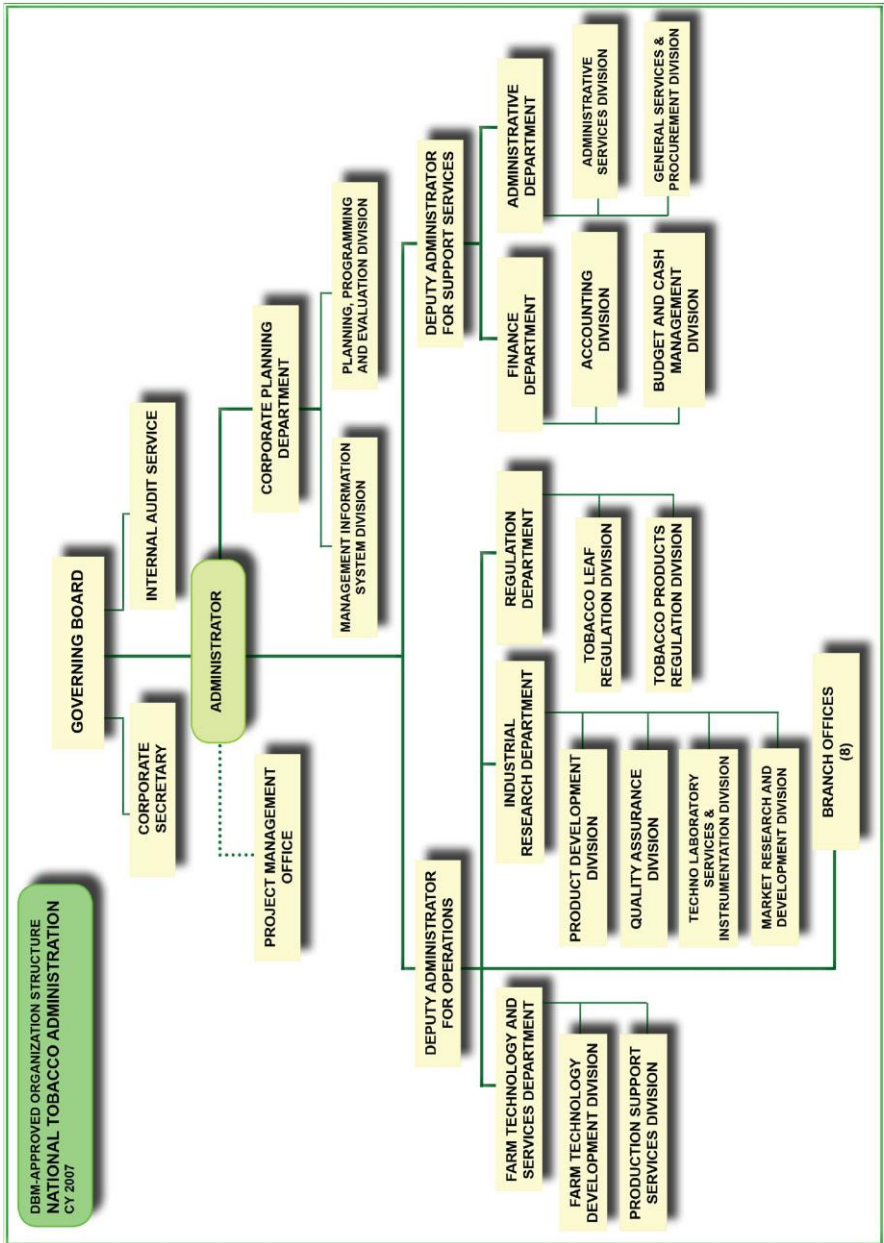 DBM-APPROVED ORGANIZATION STRUCTURE
NATIONAL TOBACCO ADMINISTRATION
CY 2007
GOVERNING BOARD
CORPORATE
SECRETARY
INTERNAL AUDIT SERVICE
ADMINISTRATOR
PROJECT MANAGEMENT
OFFICE
CORPORATE PLANNING
DEPARTMENT
MANAGEMENT INFORMATION
SYSTEM DIVISION
PLANNING, PROGRAMMING
AND EVALUATION DIVISION
DEPUTY ADMINISTRATOR
FOR OPERATIONS
DEPUTY ADMINISTRATOR
FOR SUPPORT SERVICES
FARM TECHNOLOGY AND
SERVICES DEPARTMENT
FARM TECHNOLOGY
DEVELOPMENT DIVISION
PRODUCTION SUPPORT
SERVICES DIVISION
INDUSTRIAL
RESEARCH DEPARTMENT
PRODUCT DEVELOPMENT
DIVISION
QUALITY ASSURANCE
DIVISION
TECHNO LABORATORY
SERVICES &
INSTRUMENTATION DIVISION
MARKET RESEARCH AND
DEVELOPMENT DIVISION
REGULATION
DEPARTMENT
TOBACCO LEAF
REGULATION DIVISION
TOBACCO PRODUCTS
REGULATION DIVISION
BRANCH OFFICES
(8)
FINANCE
DEPARTMENT
ACCOUNTING
DIVISION
BUDGET AND CASH
MANAGEMENT
DIVISION
ADMINISTRATIVE
DEPARTMENT
ADMINISTRATIVE
SERVICES DIVISION
GENERAL SERVICES &
PROCUREMENT DIVISION